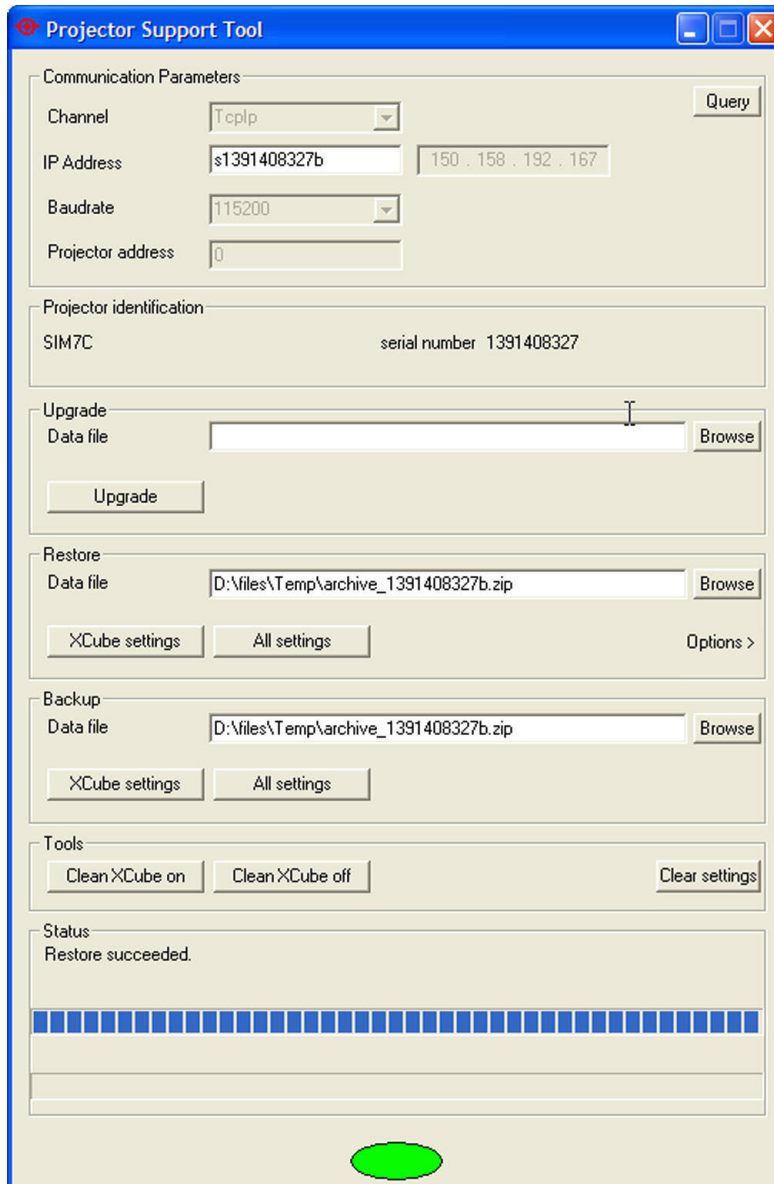 Projector Support Tool
Communication Parameters
Query
Channel TcpIp
IP Address s1391408327b 150 . 158 . 192 . 167
Baudrate 115200
Projector address 0
Projector identification
SIM7C serial number 1391408327
Upgrade
Data file Browse
Upgrade
Restore
Data file D:\files\Temp\archive_1391408327b.zip Browse
XCube settings All settings Options >
Backup
Data file D:\files\Temp\archive_1391408327b.zip Browse
XCube settings All settings
Tools
Clean XCube on Clean XCube off Clear settings
Status
Restore succeeded.